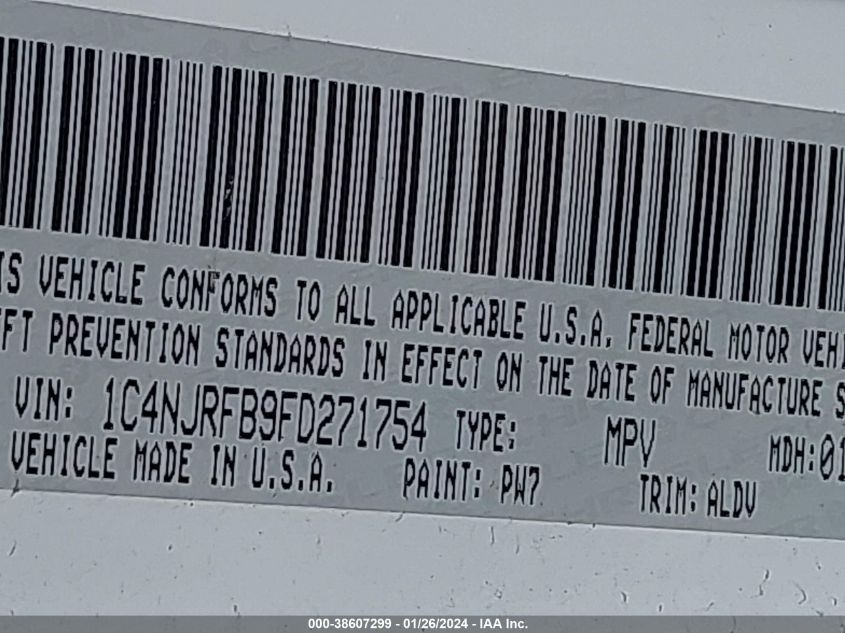 IS VEHICLE CONFORMS TO ALL APPLICABLE U.S.A. FEDERAL MOTOR VEHI
EFT PREVENTION STANDARDS IN EFFECT ON THE DATE OF MANUFACTURE S
VIN: 1C4NJRFB9FD271754 TYPE: MPV MDH:01
VEHICLE MADE IN U.S.A. PAINT: PW7 TRIM: ALDV
000-38607299 - 01/26/2024 - IAA Inc.